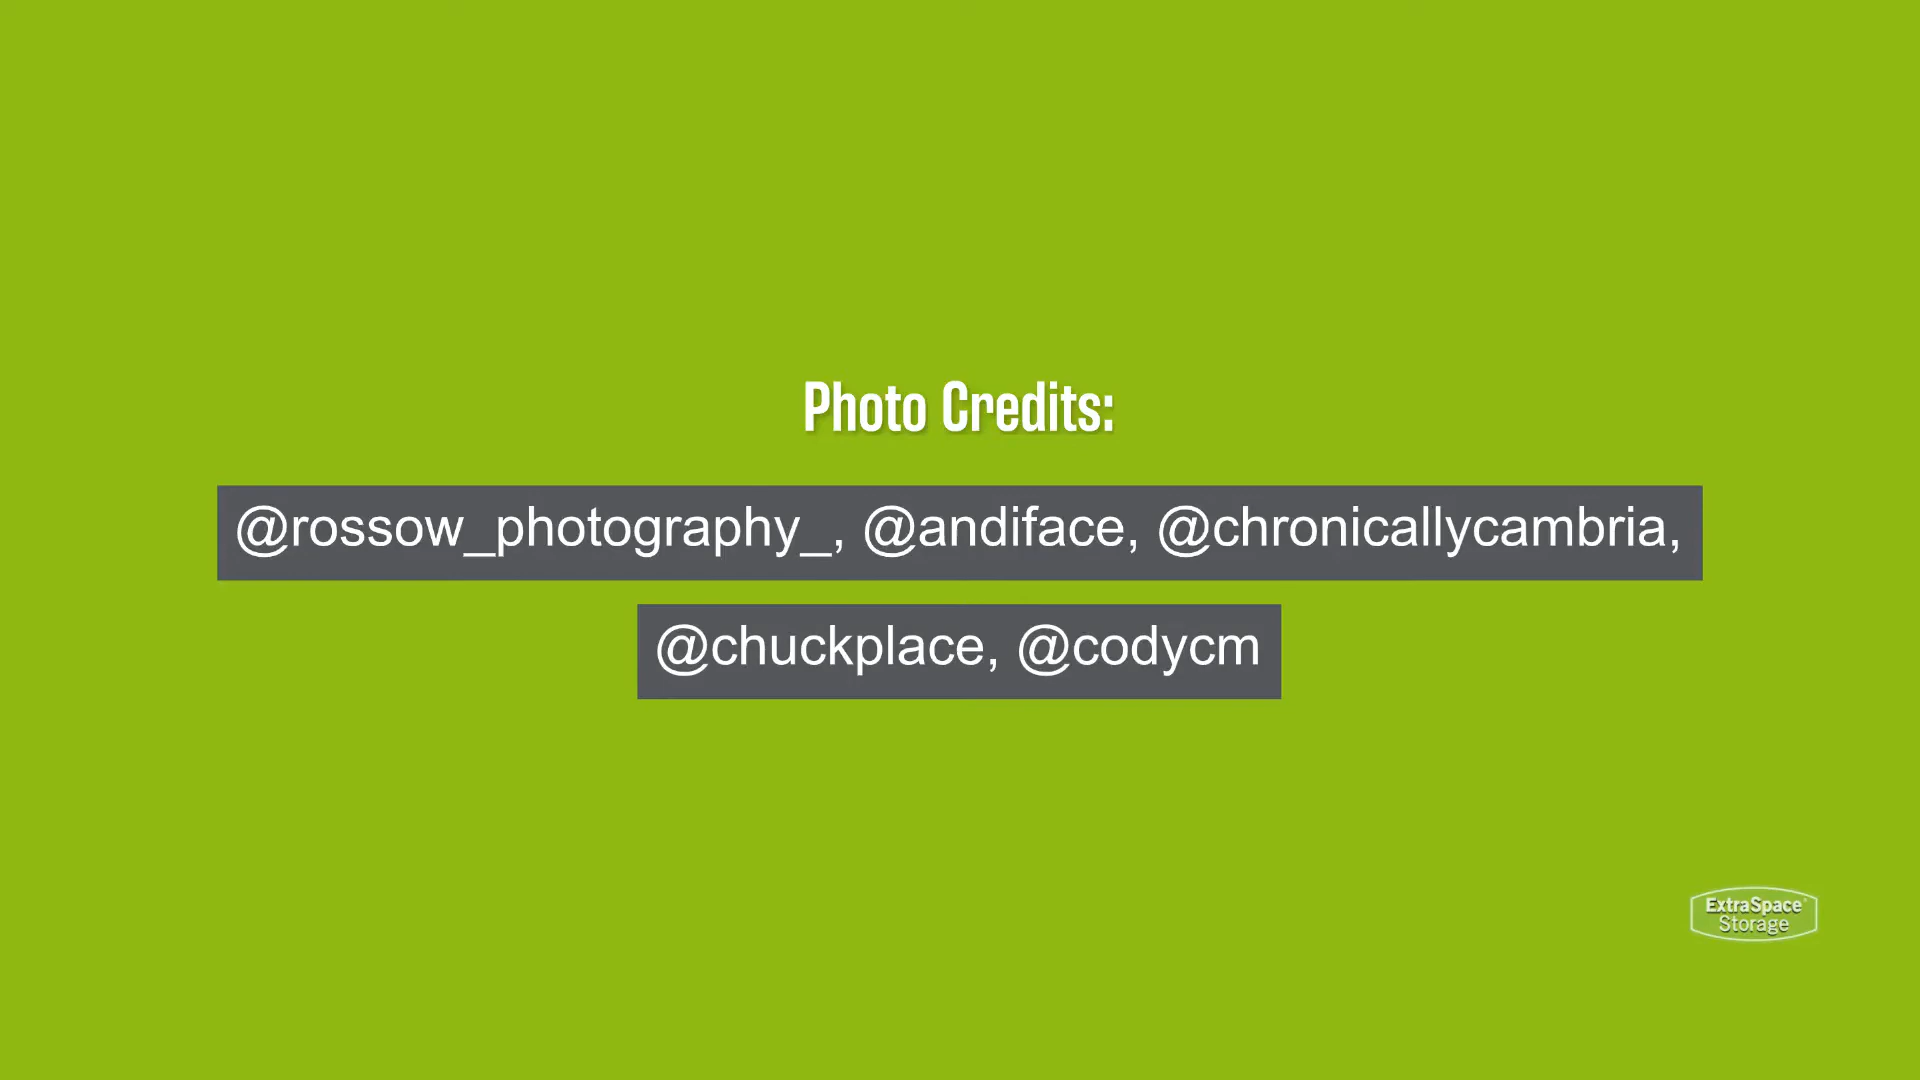 Photo Credits:
@rossow_photography_, @andiface, @chronicallycambria,
@chuckplace, @codycm
ExtraSpace®
Storage